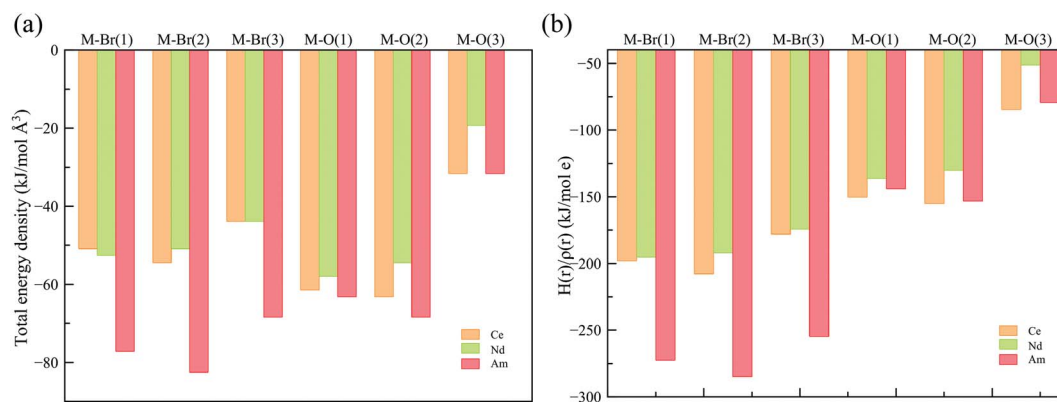 (a)
M-Br(1) M-Br(2) M-Br(3) M-O(1) M-O(2) M-O(3)
0
−20
−40
−60
−80
Total energy density (kJ/mol Å³)
Ce
Nd
Am
(b)
M-Br(1) M-Br(2) M-Br(3) M-O(1) M-O(2) M-O(3)
−50
−100
−150
−200
−250
−300
H(r)/ρ(r) (kJ/mol e)
Ce
Nd
Am